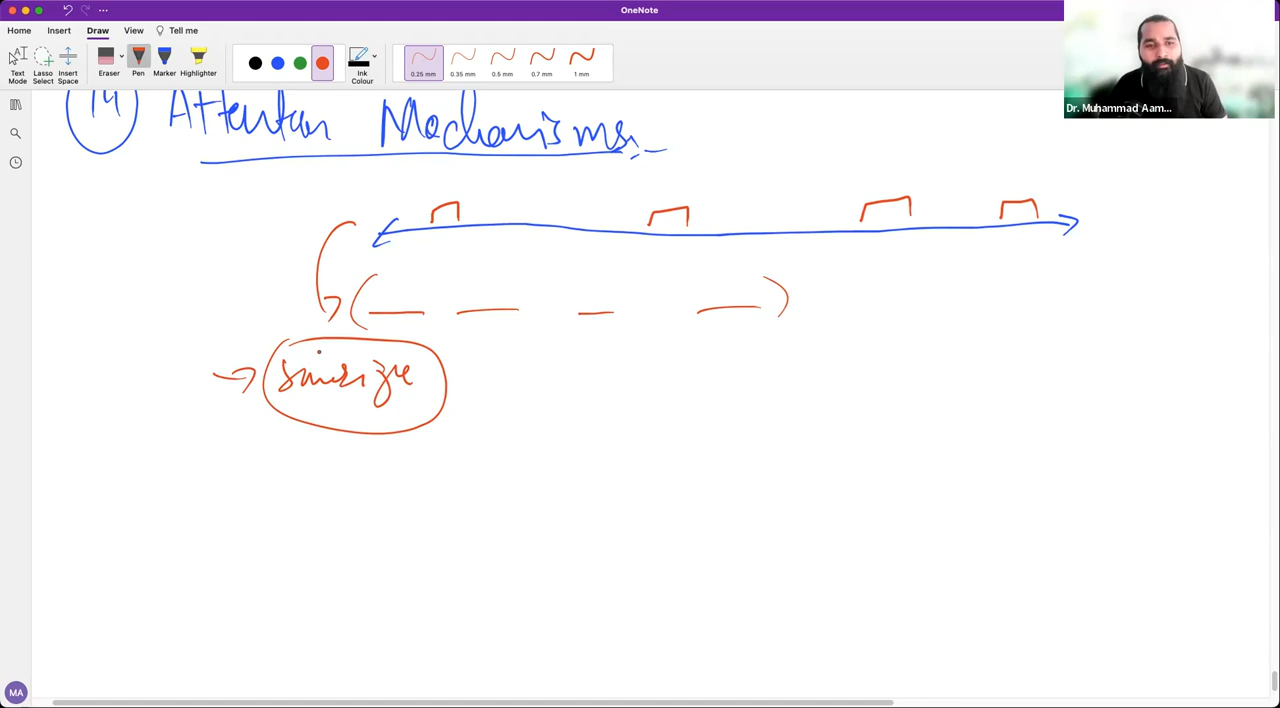 OneNote
Home Insert Draw View Tell me
Text Mode Lasso Select Insert Space Eraser Pen Marker Highlighter Ink Colour 0.25 mm 0.35 mm 0.5 mm 0.7 mm 1 mm
Dr. Muhammad Aam...
14 Attention Mechanisms:-
MA